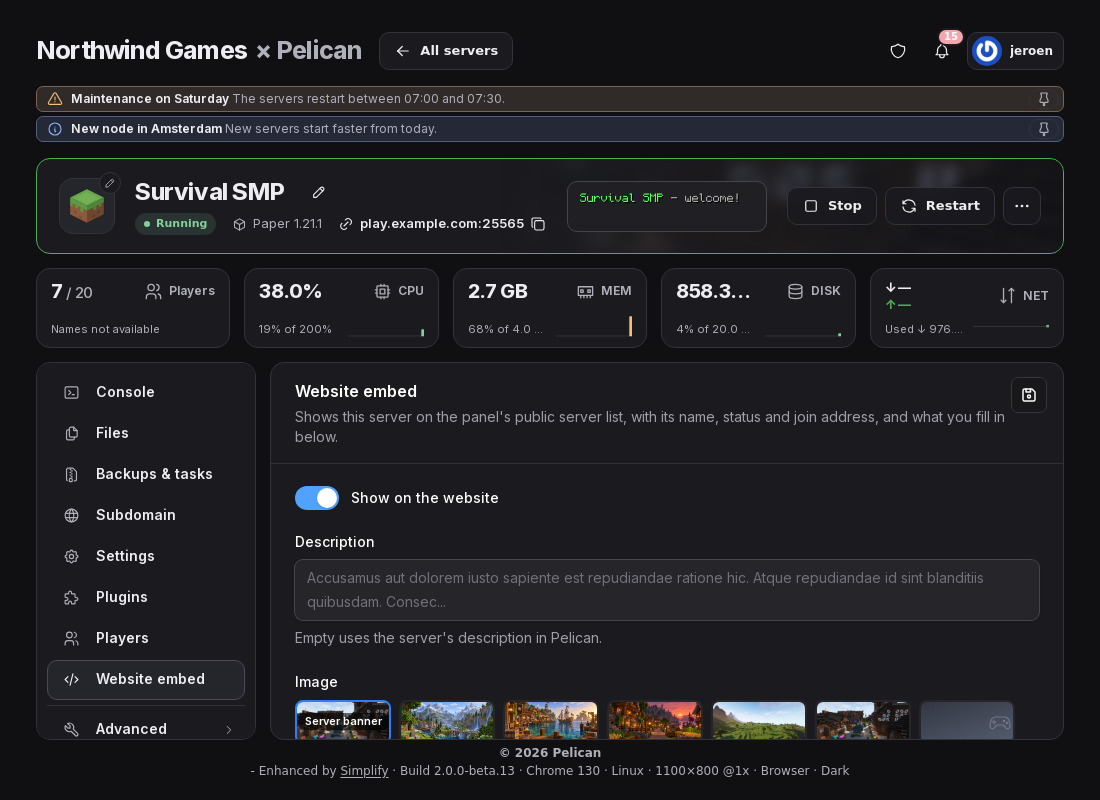 Northwind Games × Pelican
All servers
15
jeroen
Maintenance on Saturday The servers restart between 07:00 and 07:30.
New node in Amsterdam New servers start faster from today.
Survival SMP
Running
Paper 1.21.1
play.example.com:25565
Survival SMP - welcome!
Stop
Restart
7 / 20
Players
Names not available
38.0%
CPU
19% of 200%
2.7 GB
MEM
68% of 4.0 ...
858.3...
DISK
4% of 20.0 ...
↓—
↑—
NET
Used ↓ 976....
Console
Files
Backups & tasks
Subdomain
Settings
Plugins
Players
Website embed
Advanced
Website embed
Shows this server on the panel's public server list, with its name, status and join address, and what you fill in
below.
Show on the website
Description
Accusamus aut dolorem iusto sapiente est repudiandae ratione hic. Atque repudiandae id sint blanditiis
quibusdam. Consec...
Empty uses the server's description in Pelican.
Image
Server banner
© 2026 Pelican
- Enhanced by Simplify · Build 2.0.0-beta.13 · Chrome 130 · Linux · 1100×800 @1x · Browser · Dark